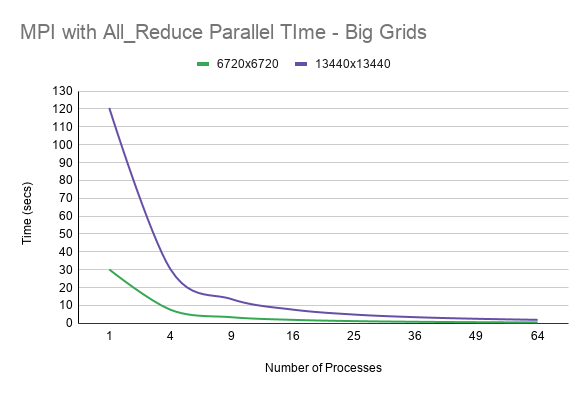 MPI with All_Reduce Parallel TIme - Big Grids
6720x6720 13440x13440
130
120
110
100
90
80
70
60
50
40
30
20
10
0
Time (secs)
1 4 9 16 25 36 49 64
Number of Processes